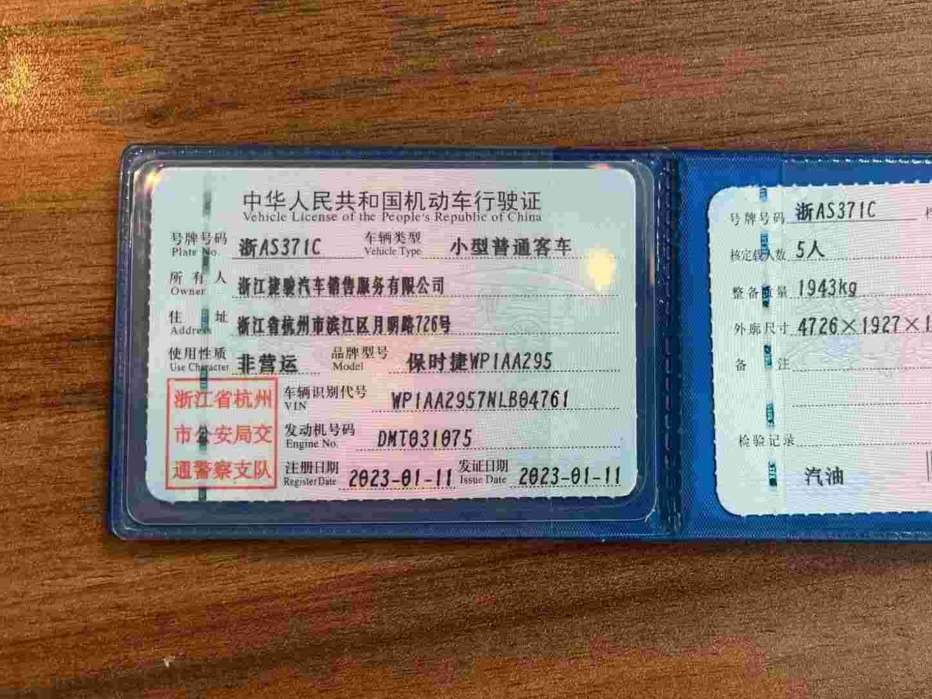 中华人民共和国机动车行驶证
Vehicle License of the People's Republic of China
号牌号码 浙AS371C 车辆类型 小型普通客车
Plate No. Vehicle Type
所有人 浙江捷骏汽车销售服务有限公司
Owner
住址 浙江省杭州市滨江区月明路726号
Address
使用性质 非营运 品牌型号 保时捷WP1AA295
Use Character Model
浙江省杭州
市公安局交
通警察支队
车辆识别代号 WP1AA2957NLB04761
VIN
发动机号码 DMT031075
Engine No.
注册日期 2023-01-11 发证日期 2023-01-11
Register Date Issue Date
号牌号码 浙AS371C
核定载人数 5人
整备质量 1943kg
外廓尺寸 4726×1927×1
备注
检验记录
汽油